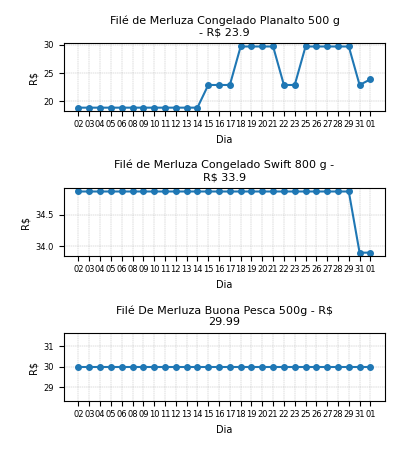 Filé de Merluza Congelado Planalto 500 g
- R$ 23.9
30
25
20
R$
02 03 04 05 06 07 08 09 10 11 12 13 14 15 16 17 18 19 20 21 22 23 25 26 27 28 29 31 01
Dia
Filé de Merluza Congelado Swift 800 g -
R$ 33.9
34.5
34.0
R$
02 03 04 05 06 07 08 09 10 11 12 13 14 15 16 17 18 19 20 21 22 23 25 26 27 28 29 31 01
Dia
Filé De Merluza Buona Pesca 500g - R$
29.99
31
30
29
R$
02 03 04 05 06 07 08 09 10 11 12 13 14 15 16 17 18 19 20 21 22 23 25 26 27 28 29 31 01
Dia